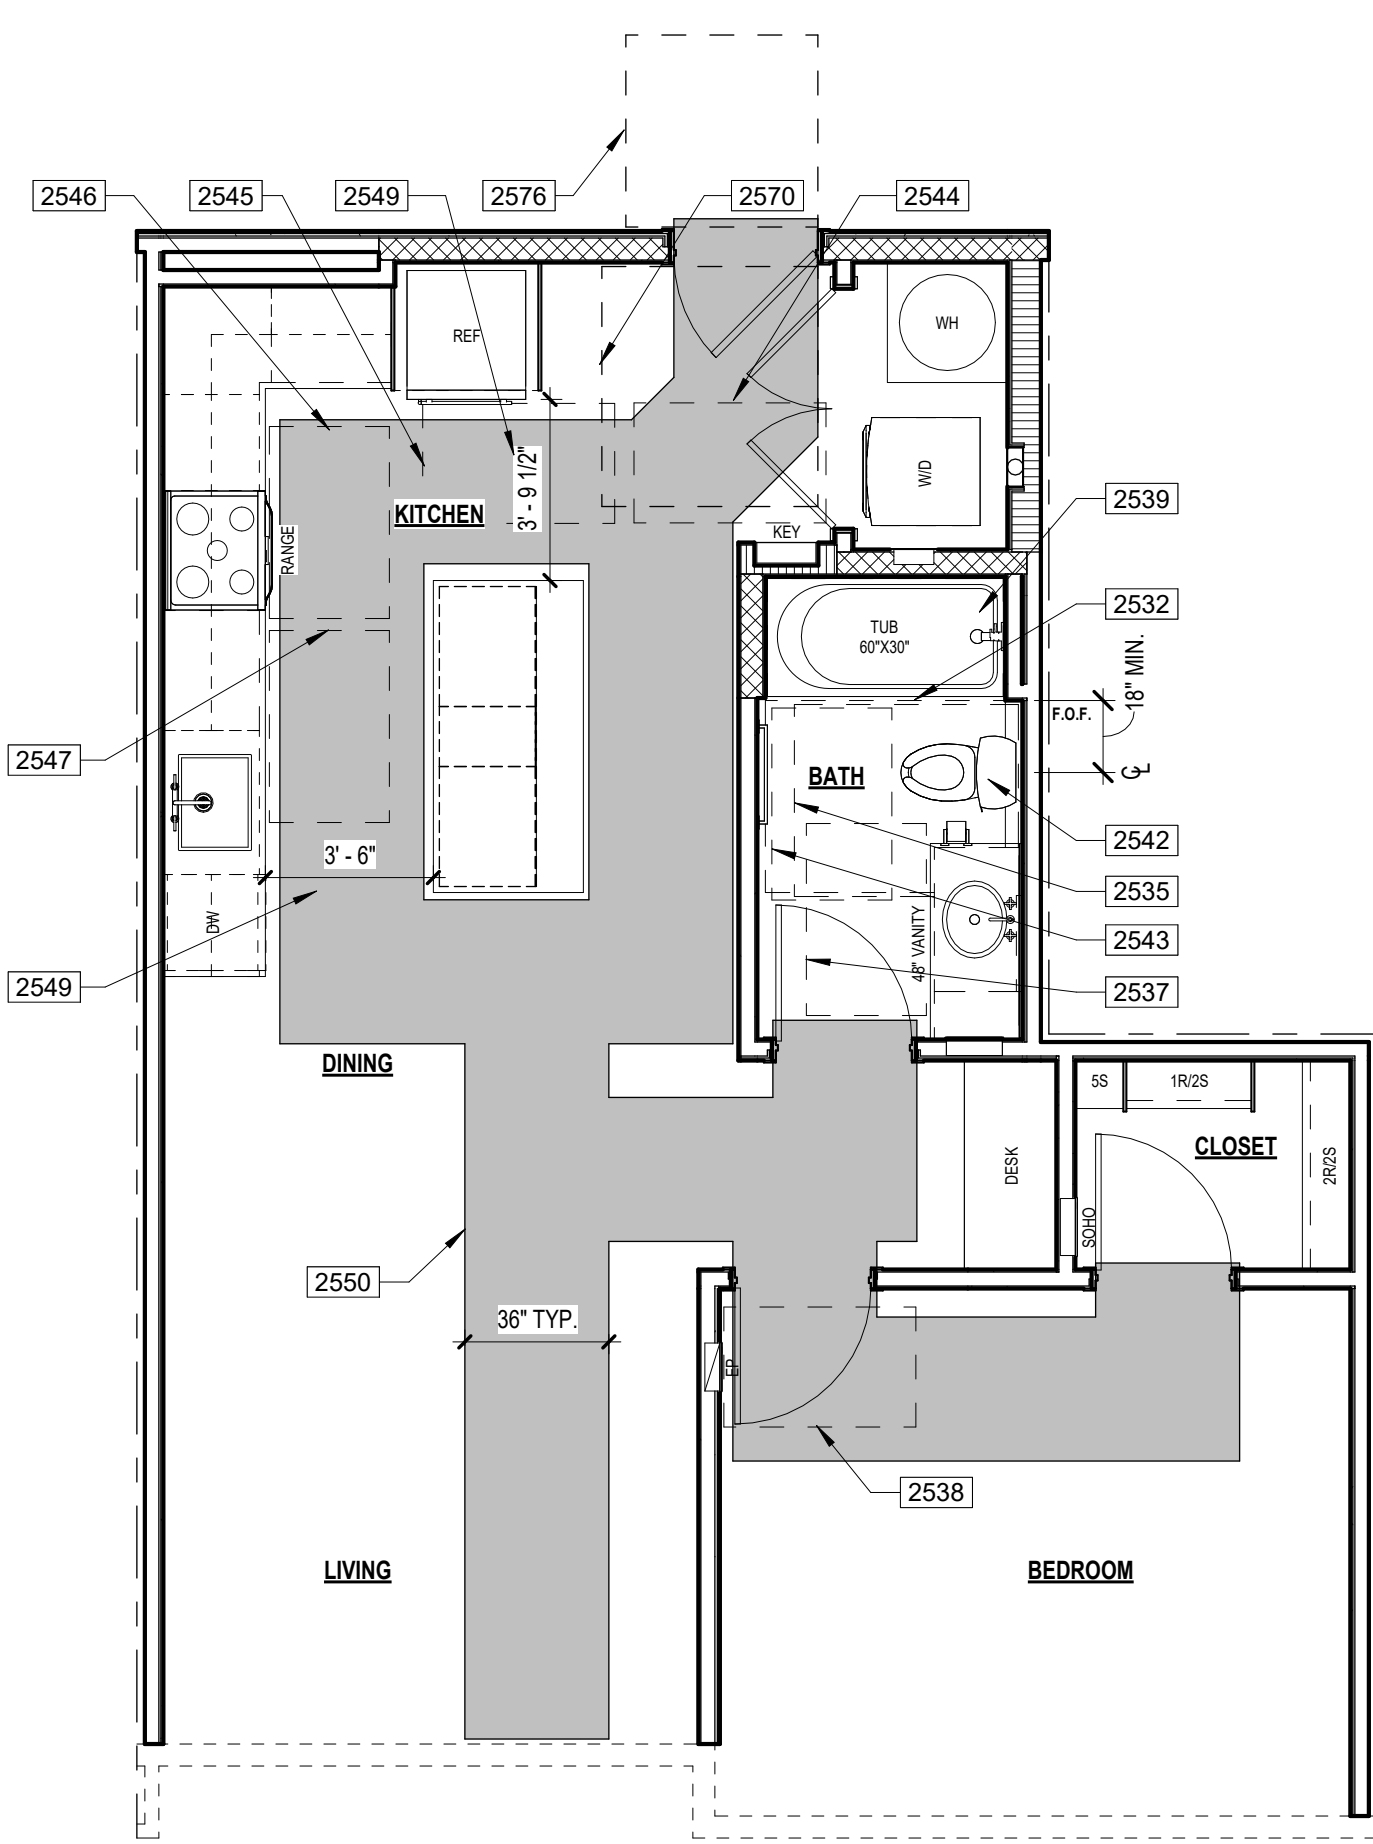 2546
2545
2549
2576
2570
2544
REF
WH
3' - 9 1/2"
W/D
KITCHEN
RANGE
KEY
2539
2532
TUB
60"X30"
18" MIN.
F.O.F.
2547
BATH
℄
2542
3' - 6"
2535
DW
48" VANITY
2543
2549
2537
DINING
5S
1R/2S
CLOSET
DESK
2R/2S
SOHO
2550
36" TYP.
EP
2538
LIVING
BEDROOM